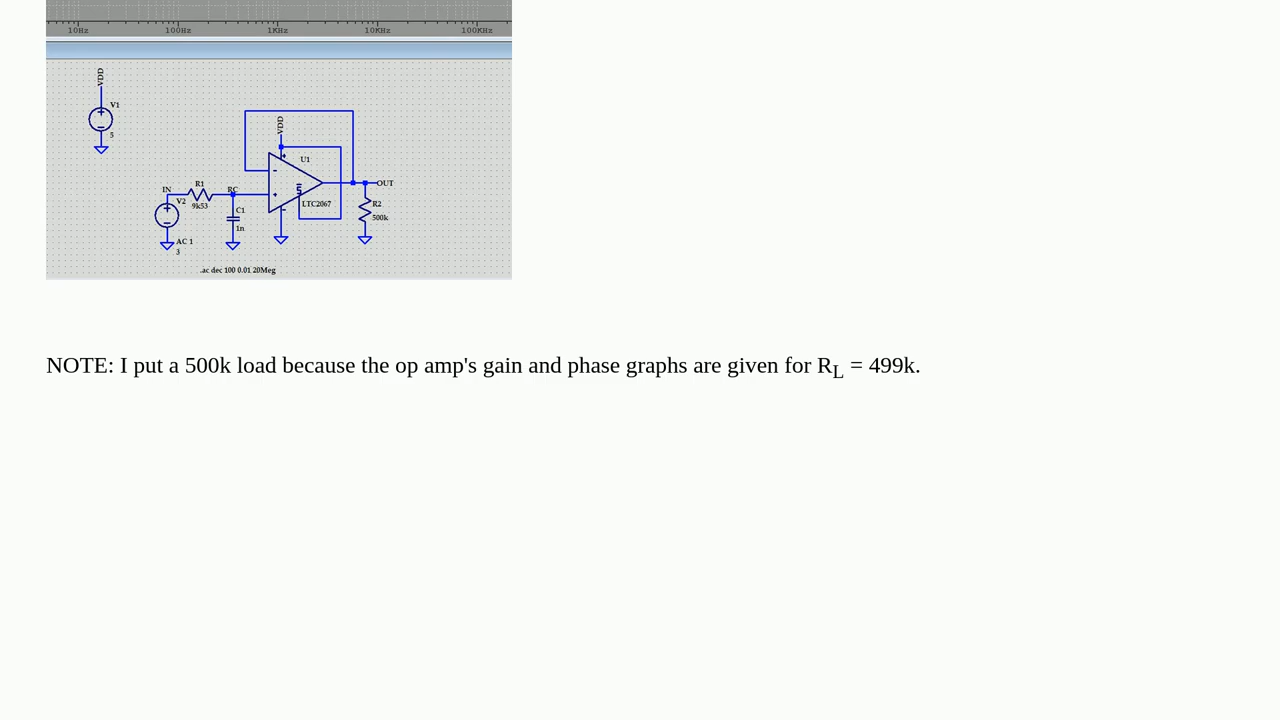 10Hz 100Hz 1KHz 10KHz 100KHz
VDD
V1
5
VDD
U1
IN R1 RC OUT
V2 9k53 C1 LTC2067 R2
1n 500k
AC 1
3
.ac dec 100 0.01 20Meg
NOTE: I put a 500k load because the op amp's gain and phase graphs are given for RL = 499k.